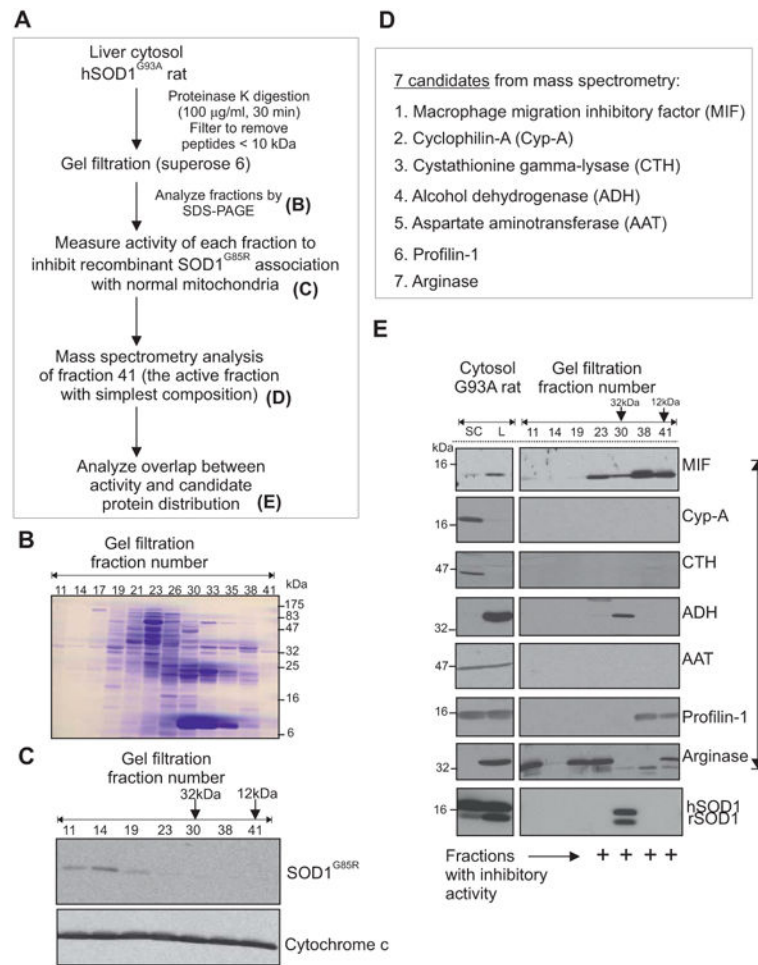 A
Liver cytosol
hSOD1G93A rat
Proteinase K digestion
(100 µg/ml, 30 min)
Filter to remove
peptides < 10 kDa
Gel filtration (superose 6)
Analyze fractions by
SDS-PAGE (B)
Measure activity of each fraction to
inhibit recombinant SOD1G85R association
with normal mitochondria (C)
Mass spectrometry analysis
of fraction 41 (the active fraction
with simplest composition) (D)
Analyze overlap between
activity and candidate
protein distribution (E)
B
Gel filtration
fraction number
11 14 17 19 21 23 26 30 33 35 38 41 kDa
175
83
47
32
25
16
6
C
Gel filtration
fraction number
32kDa 12kDa
11 14 19 23 30 38 41
SOD1G85R
Cytochrome c
D
7 candidates from mass spectrometry:
1. Macrophage migration inhibitory factor (MIF)
2. Cyclophilin-A (Cyp-A)
3. Cystathionine gamma-lysase (CTH)
4. Alcohol dehydrogenase (ADH)
5. Aspartate aminotransferase (AAT)
6. Profilin-1
7. Arginase
E
Cytosol
G93A rat
Gel filtration
fraction number
32kDa 12kDa
SC L 11 14 19 23 30 38 41
kDa
16 MIF
16 Cyp-A
47 CTH
32 ADH
47 AAT
16 Profilin-1
32 Arginase
16 hSOD1
rSOD1
Fractions
with inhibitory
activity
+ + + +
7